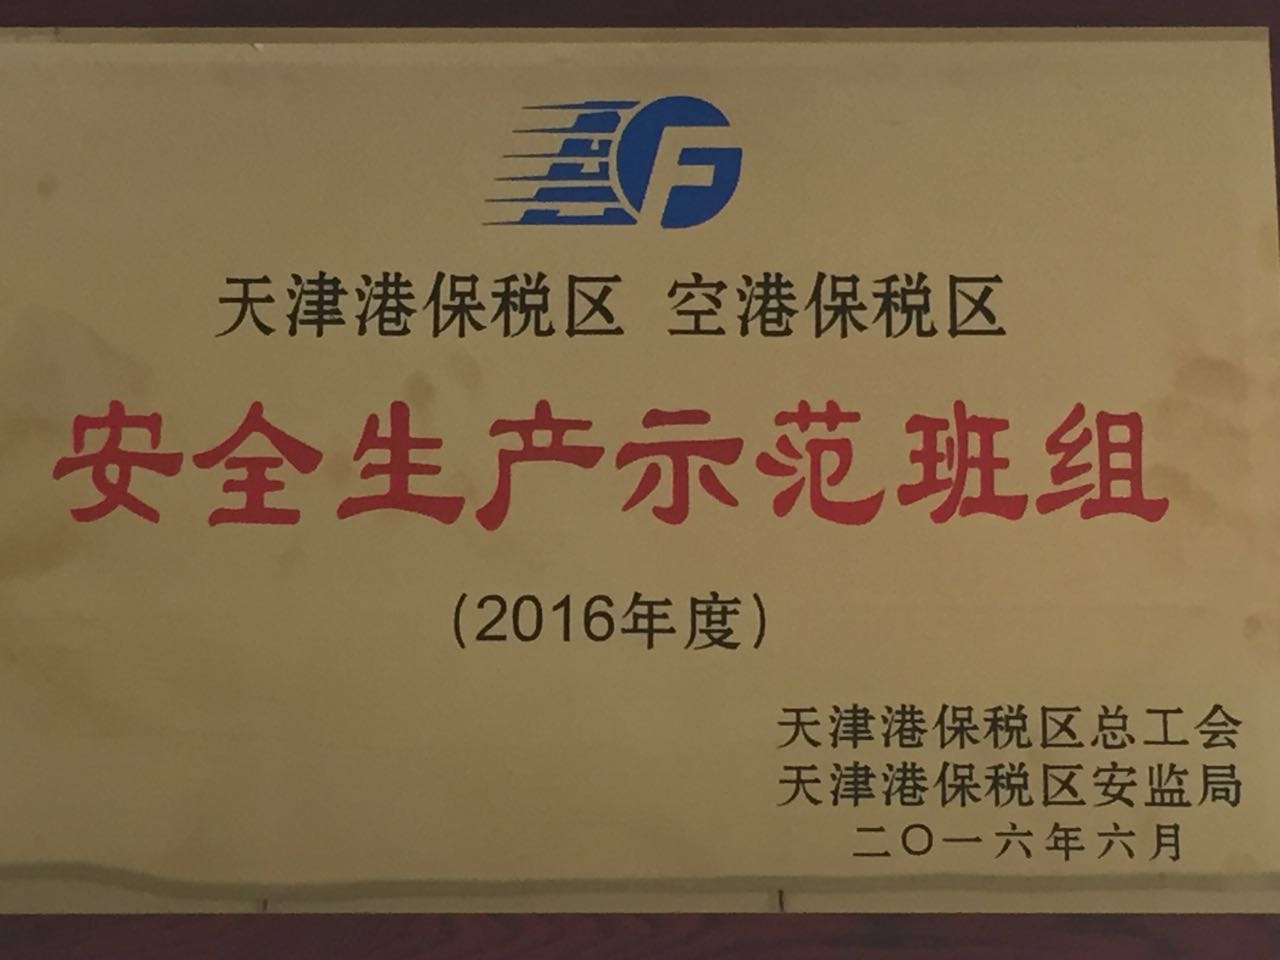 F
天津港保税区 空港保税区
安全生产示范班组
(2016年度)
天津港保税区总工会
天津港保税区安监局
二〇一六年六月